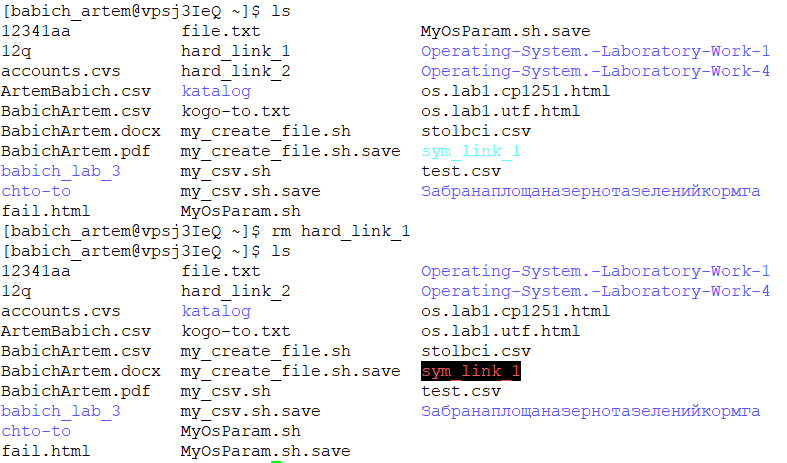 [babich_artem@vpsj3IeQ ~]$ ls
12341aa file.txt MyOsParam.sh.save
12q hard_link_1 Operating-System.-Laboratory-Work-1
accounts.cvs hard_link_2 Operating-System.-Laboratory-Work-4
ArtemBabich.csv katalog os.lab1.cp1251.html
BabichArtem.csv kogo-to.txt os.lab1.utf.html
BabichArtem.docx my_create_file.sh stolbci.csv
BabichArtem.pdf my_create_file.sh.save sym_link_1
babich_lab_3 my_csv.sh test.csv
chto-to my_csv.sh.save Забранаплощаназернотазеленийкормга
fail.html MyOsParam.sh
[babich_artem@vpsj3IeQ ~]$ rm hard_link_1
[babich_artem@vpsj3IeQ ~]$ ls
12341aa file.txt Operating-System.-Laboratory-Work-1
12q hard_link_2 Operating-System.-Laboratory-Work-4
accounts.cvs katalog os.lab1.cp1251.html
ArtemBabich.csv kogo-to.txt os.lab1.utf.html
BabichArtem.csv my_create_file.sh stolbci.csv
BabichArtem.docx my_create_file.sh.save sym_link_1
BabichArtem.pdf my_csv.sh test.csv
babich_lab_3 my_csv.sh.save Забранаплощаназернотазеленийкормга
chto-to MyOsParam.sh
fail.html MyOsParam.sh.save